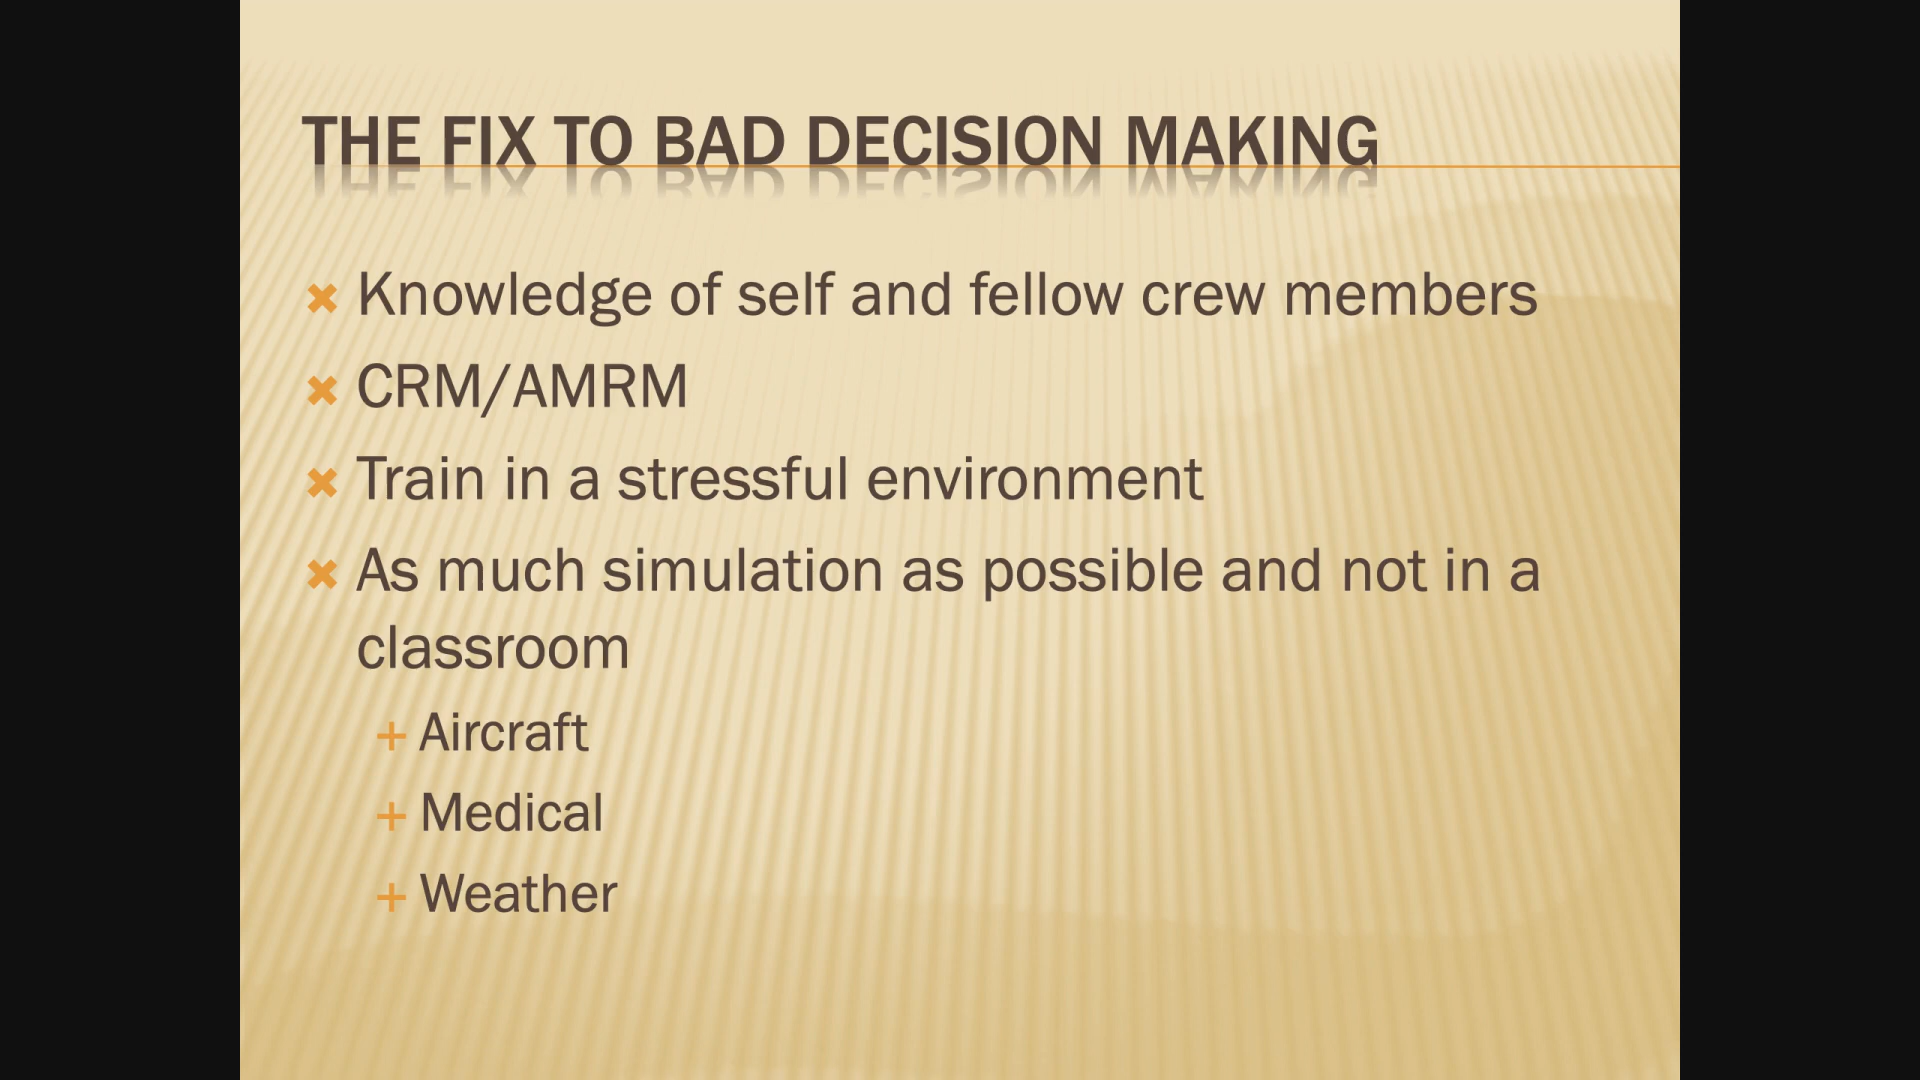 THE FIX TO BAD DECISION MAKING
Knowledge of self and fellow crew members
CRM/AMRM
Train in a stressful environment
As much simulation as possible and not in a
classroom
Aircraft
Medical
Weather